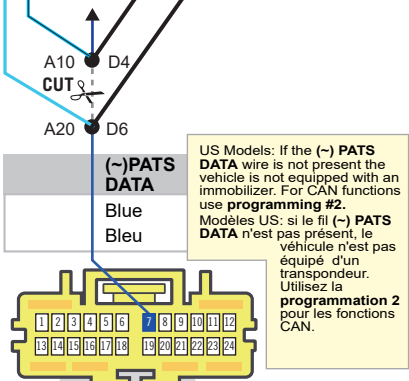 A10 D4
CUT
A20 D6
(~)PATS
DATA
Blue
Bleu
US Models: If the (~) PATS
DATA wire is not present the
vehicle is not equipped with an
immobilizer. For CAN functions
use programming #2.
Modèles US: si le fil (~) PATS
DATA n'est pas présent, le
véhicule n'est pas
équipé d'un
transpondeur.
Utilisez la
programmation 2
pour les fonctions
CAN.
1 2 3 4 5 6 7 8 9 10 11 12
13 14 15 16 17 18 19 20 21 22 23 24